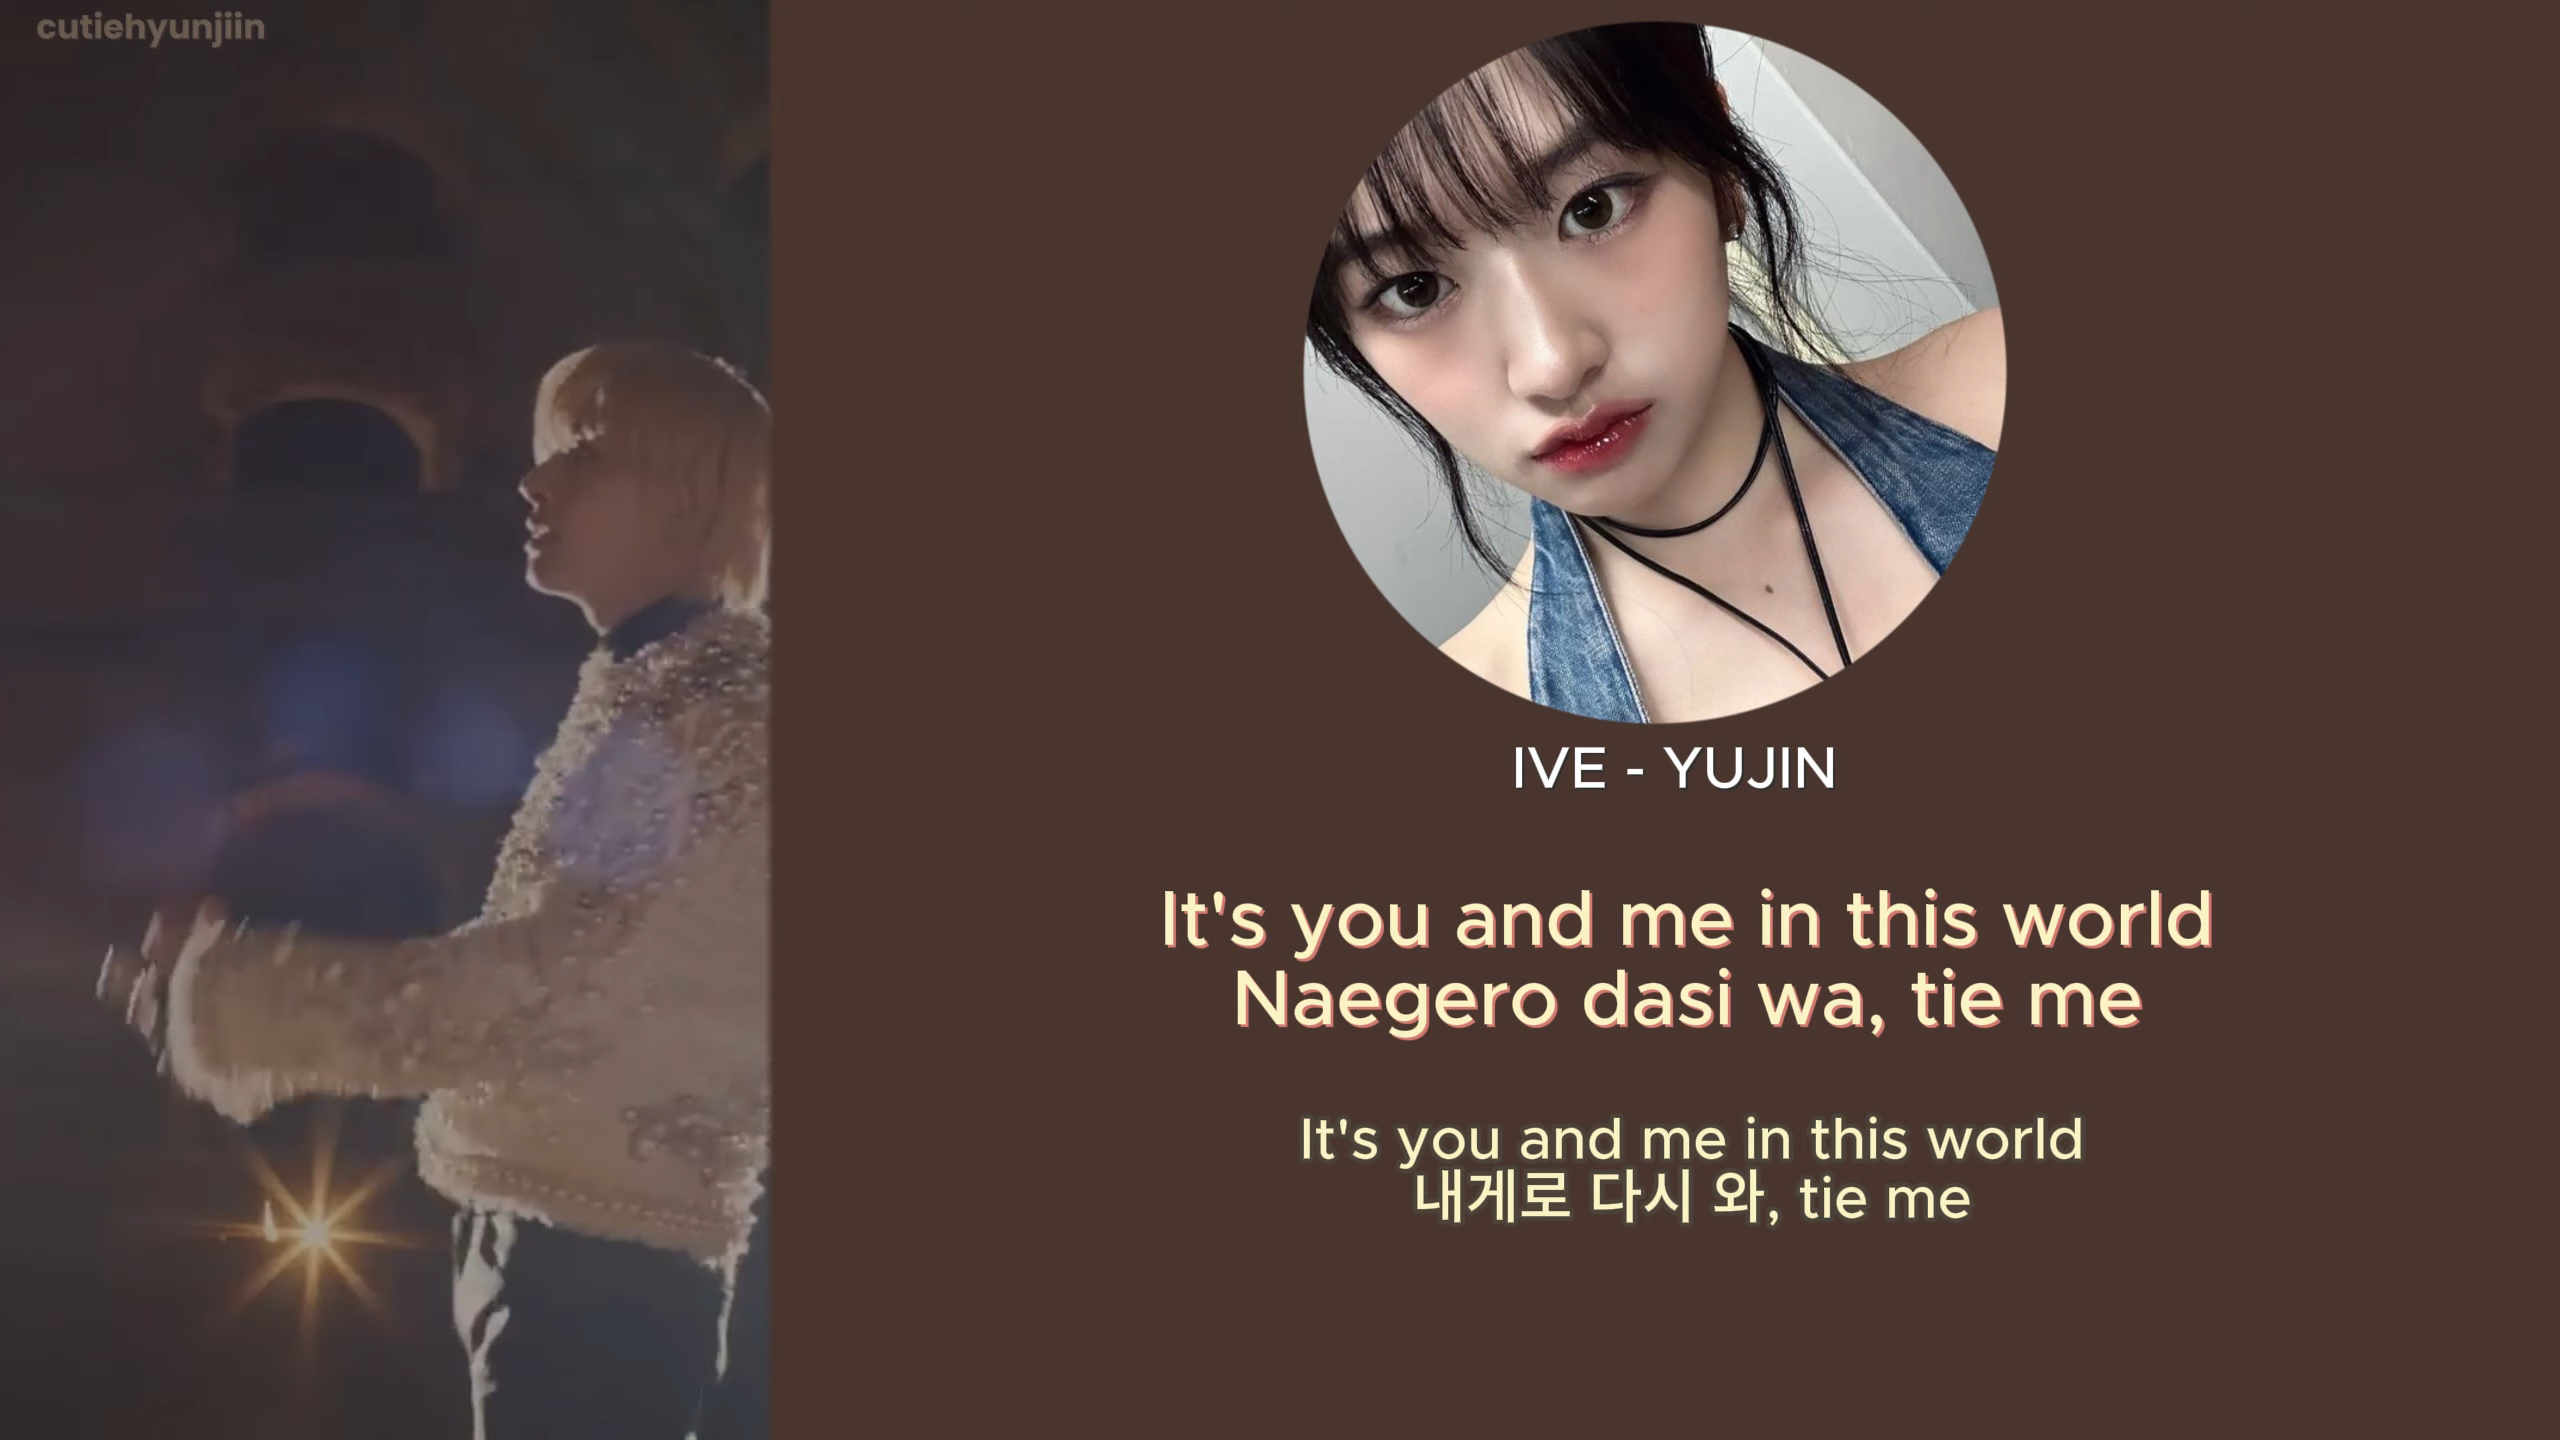 cutiehyunjiin
IVE - YUJIN
It's you and me in this world
Naegero dasi wa, tie me
It's you and me in this world
내게로 다시 와, tie me